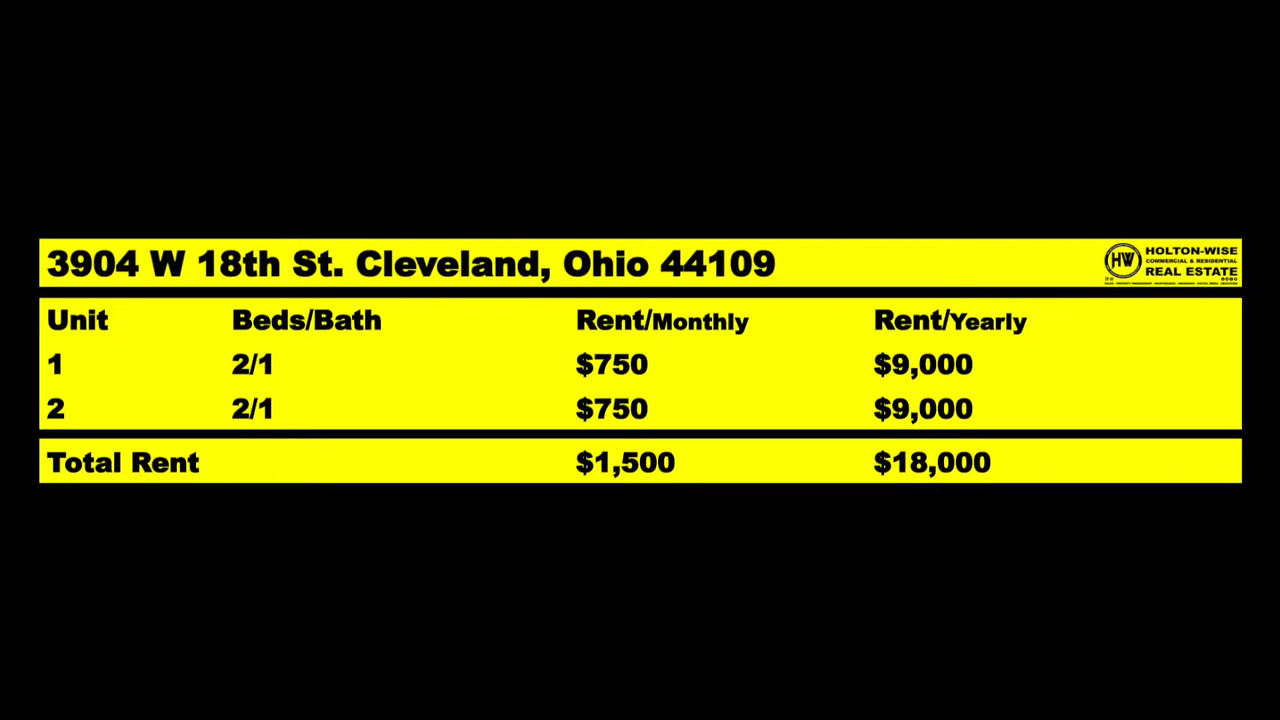 3904 W 18th St. Cleveland, Ohio 44109
HOLTON-WISE
COMMERCIAL & RESIDENTIAL
REAL ESTATE
HW
Unit Beds/Bath Rent/Monthly Rent/Yearly
1 2/1 $750 $9,000
2 2/1 $750 $9,000
Total Rent $1,500 $18,000